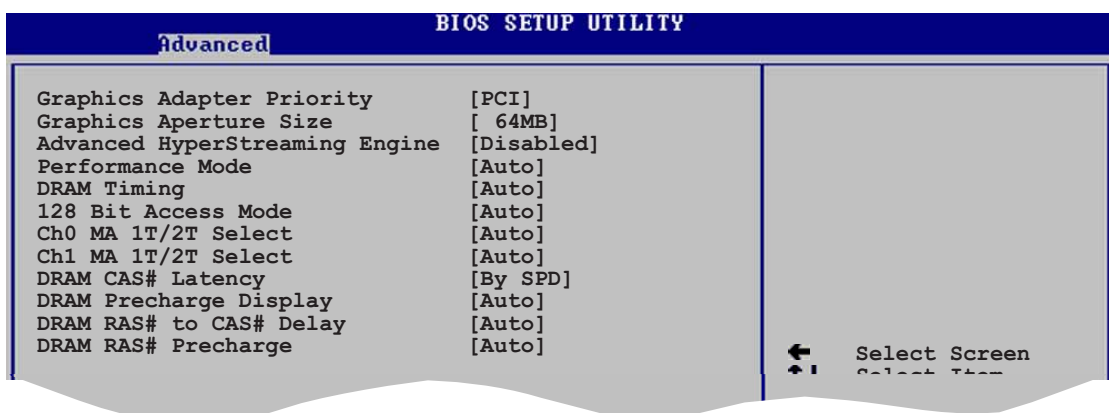 BIOS SETUP UTILITY
Advanced
Graphics Adapter Priority [PCI]
Graphics Aperture Size [ 64MB]
Advanced HyperStreaming Engine [Disabled]
Performance Mode [Auto]
DRAM Timing [Auto]
128 Bit Access Mode [Auto]
Ch0 MA 1T/2T Select [Auto]
Ch1 MA 1T/2T Select [Auto]
DRAM CAS# Latency [By SPD]
DRAM Precharge Display [Auto]
DRAM RAS# to CAS# Delay [Auto]
DRAM RAS# Precharge [Auto]
Select Screen
Select Item